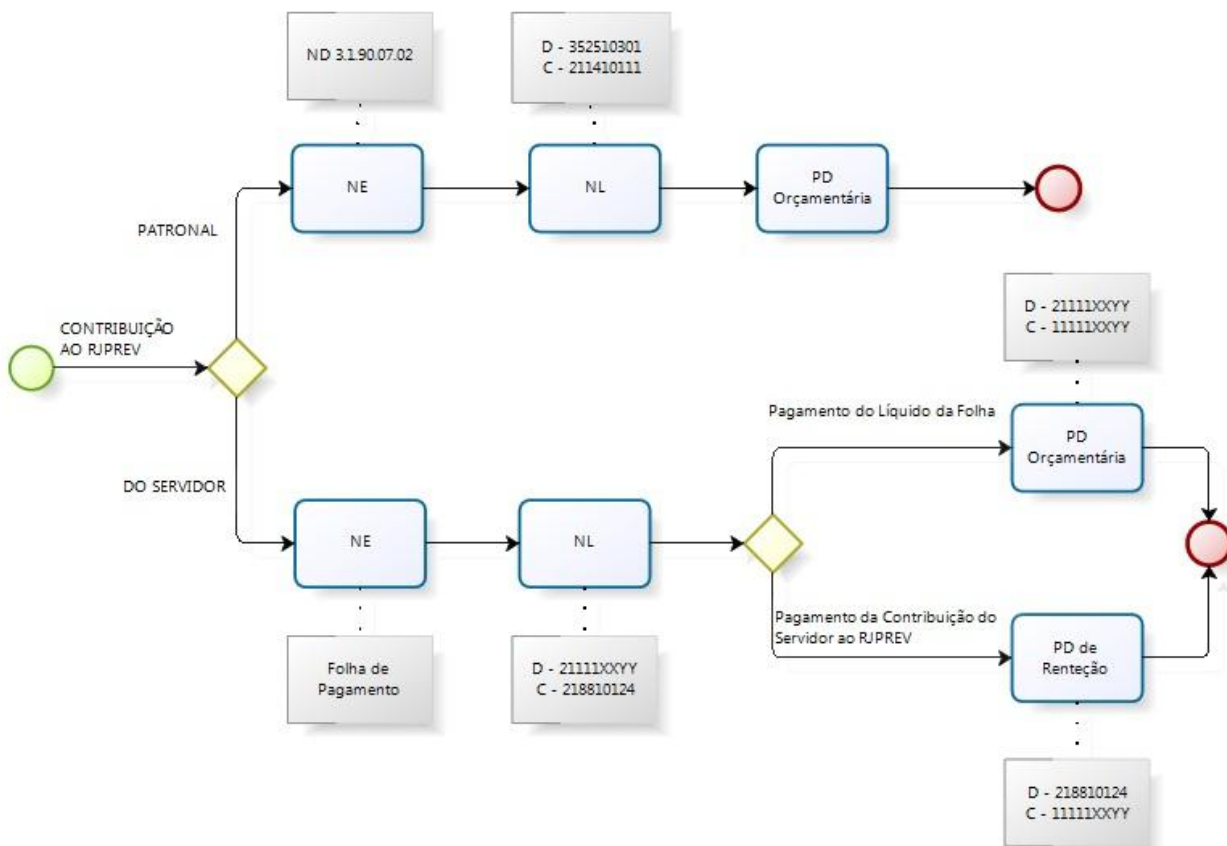 ND 3.1.90.07.02
D - 352510301
C - 211410111
NE
NL
PD
Orçamentária
PATRONAL
CONTRIBUIÇÃO
AO RJPREV
DO SERVIDOR
D - 21111XXYY
C - 11111XXYY
Pagamento do Líquido da Folha
PD
Orçamentária
NE
NL
Pagamento da Contribuição do
Servidor ao RJPREV
PD de
Renteção
Folha de
Pagamento
D - 21111XXYY
C - 218810124
D - 218810124
C - 11111XXYY